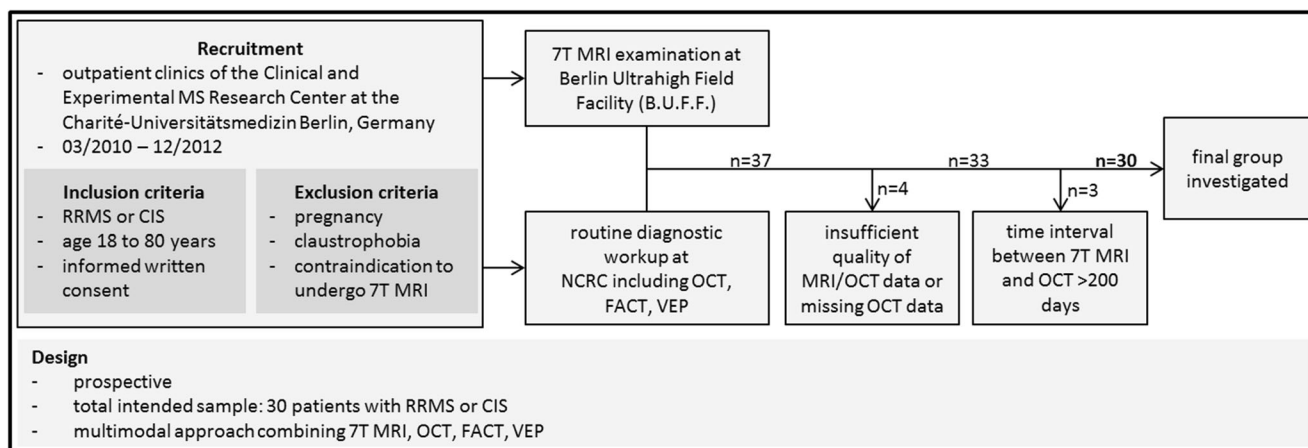 Recruitment
- outpatient clinics of the Clinical and
Experimental MS Research Center at the
Charité-Universitätsmedizin Berlin, Germany
- 03/2010 – 12/2012
Inclusion criteria
- RRMS or CIS
- age 18 to 80 years
- informed written
consent
Exclusion criteria
- pregnancy
- claustrophobia
- contraindication to
undergo 7T MRI
7T MRI examination at
Berlin Ultrahigh Field
Facility (B.U.F.F.)
n=37
n=33
n=30
n=4
n=3
final group
investigated
routine diagnostic
workup at
NCRC including OCT,
FACT, VEP
insufficient
quality of
MRI/OCT data or
missing OCT data
time interval
between 7T MRI
and OCT >200
days
Design
- prospective
- total intended sample: 30 patients with RRMS or CIS
- multimodal approach combining 7T MRI, OCT, FACT, VEP